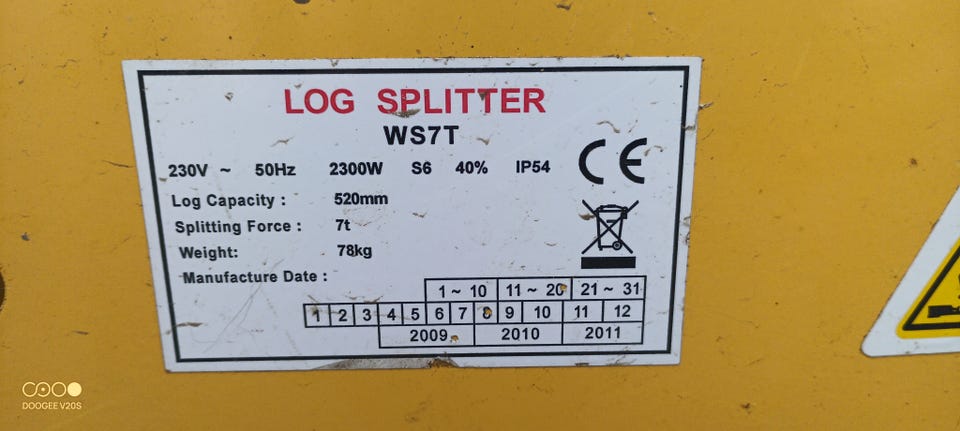 LOG SPLITTER
WS7T
230V ~ 50Hz 2300W S6 40% IP54
CE
Log Capacity : 520mm
Splitting Force : 7t
Weight: 78kg
Manufacture Date :
1 ~ 10 11 ~ 20 21 ~ 31
1 2 3 4 5 6 7 8 9 10 11 12
2009 2010 2011
DOOGEE V20S